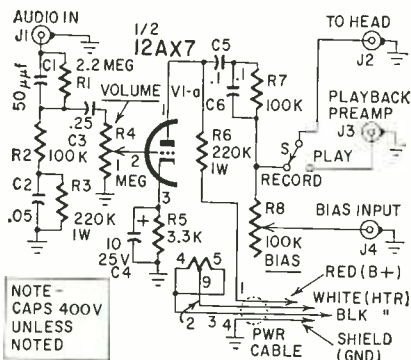 AUDIO IN
J1
1/2
12AX7
TO HEAD
J2
C1
50μμf
2.2 MEG
R1
VOLUME
V1-a
1
C5
.1
.1
C6
R7
100K
PLAYBACK
PREAMP
J3
.25
C3
R4
1
MEG
2
3
R2
100K
R6
220K
1W
S1
PLAY
RECORD
C2
.05
R3
220K
1W
+
10
25V
C4
R5
3.3K
R8
100K
BIAS
BIAS INPUT
J4
4
5
9
RED (B+)
1
WHITE (HTR)
BLK "
2
3
4
SHIELD
(GND)
PWR
CABLE
NOTE-
CAPS 400V
UNLESS
NOTED